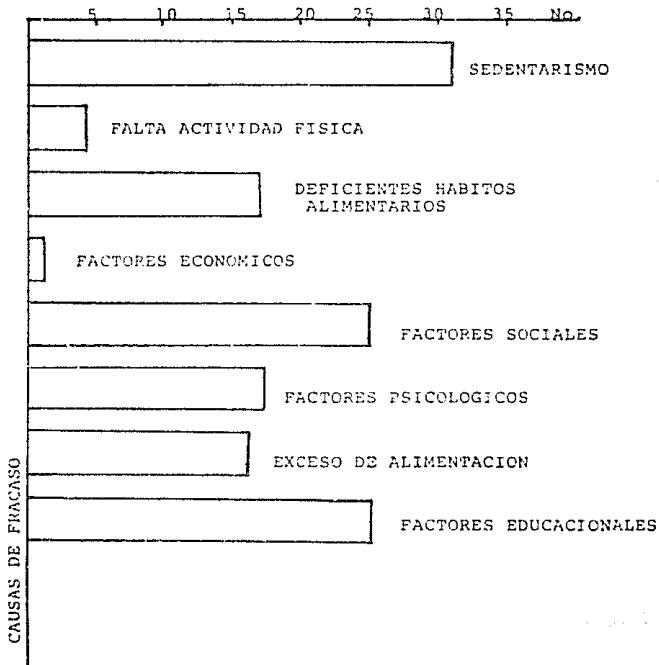 5 10 15 20 25 30 35 No.
SEDENTARISMO
FALTA ACTIVIDAD FISICA
DEFICIENTES HABITOS
ALIMENTARIOS
FACTORES ECONOMICOS
FACTORES SOCIALES
FACTORES PSICOLOGICOS
EXCESO DE ALIMENTACION
FACTORES EDUCACIONALES
CAUSAS DE FRACASO